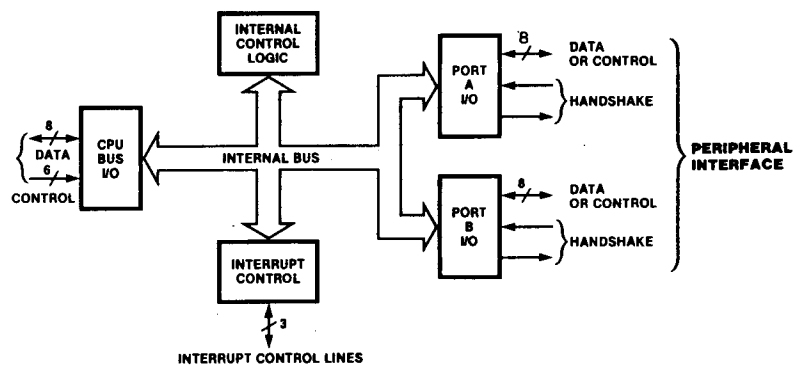 INTERNAL
CONTROL
LOGIC
8
DATA
6
CONTROL
CPU
BUS
I/O
INTERNAL BUS
INTERRUPT
CONTROL
3
INTERRUPT CONTROL LINES
PORT
A
I/O
8
DATA
OR CONTROL
HANDSHAKE
PORT
B
I/O
8
DATA
OR CONTROL
HANDSHAKE
PERIPHERAL
INTERFACE